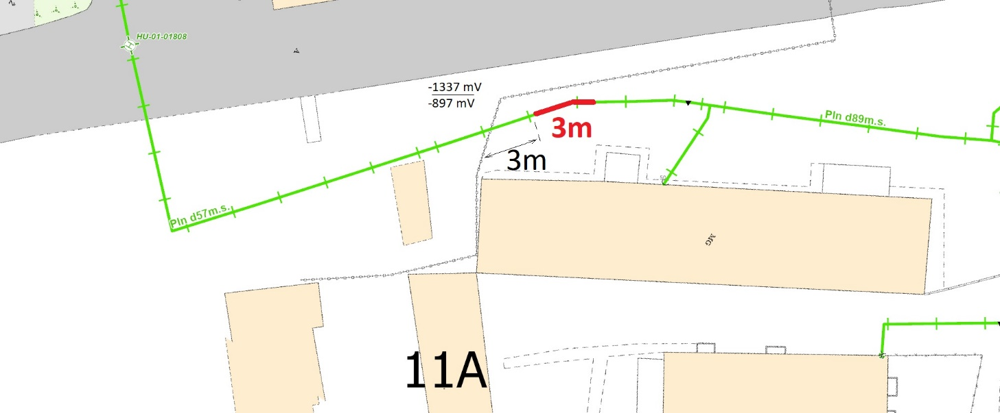 HU-01-01808
H
-1337 mV
-897 mV
Pln d89m.s.
3m
3m
Pln d57m.s.
MG
11A